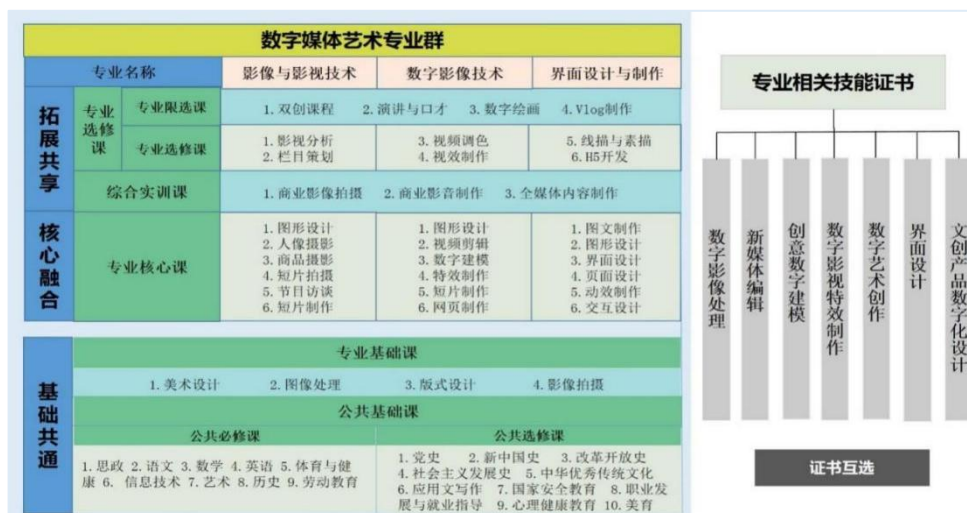 数字媒体艺术专业群
专业名称
影像与影视技术
数字影像技术
界面设计与制作
拓展共享
专业选修课
专业限选课
1.双创课程 2.演讲与口才 3.数字绘画 4.Vlog制作
专业选修课
1.影视分析
2.栏目策划
3.视频调色
4.视效制作
5.线描与素描
6.H5开发
综合实训课
1.商业影像拍摄 2.商业影音制作 3.全媒体内容制作
核心融合
专业核心课
1.图形设计
2.人像摄影
3.商品摄影
4.短片拍摄
5.节目访谈
6.短片制作
1.图形设计
2.视频剪辑
3.数字建模
4.特效制作
5.短片制作
6.网页制作
1.图文制作
2.图形设计
3.界面设计
4.页面设计
5.动效制作
6.交互设计
基础共通
专业基础课
1.美术设计 2.图像处理 3.版式设计 4.影像拍摄
公共基础课
公共必修课
1.思政 2.语文 3.数学 4.英语 5.体育与健
康 6. 信息技术 7.艺术 8.历史 9.劳动教育
公共选修课
1.党史 2.新中国史 3.改革开放史
4.社会主义发展史 5.中华优秀传统文化
6.应用文写作 7.国家安全教育 8.职业发
展与就业指导 9.心理健康教育 10.美育
专业相关技能证书
数字影像处理
新媒体编辑
创意数字建模
数字影视特效制作
数字艺术创作
界面设计
文创产品数字化设计
证书互选